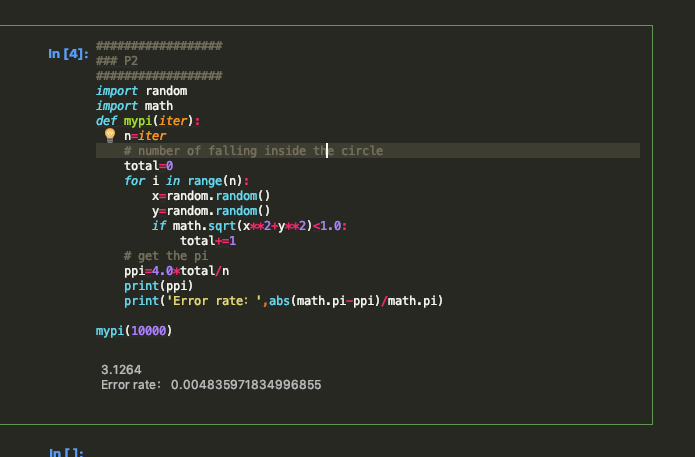 In [4]:
##################
### P2
##################
import random
import math
def mypi(iter):
    n=iter
    # number of falling inside the circle
    total=0
    for i in range(n):
        x=random.random()
        y=random.random()
        if math.sqrt(x**2+y**2)<1.0:
            total+=1
    # get the pi
    ppi=4.0*total/n
    print(ppi)
    print('Error rate: ',abs(math.pi-ppi)/math.pi)
mypi(10000)
3.1264
Error rate: 0.004835971834996855
In [ ]: